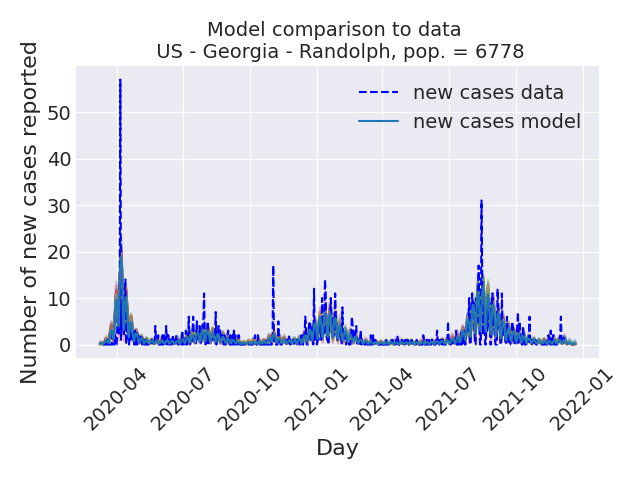 Model comparison to data
US - Georgia - Randolph, pop. = 6778
new cases data
new cases model
Number of new cases reported
50
40
30
20
10
0
2020-04
2020-07
2020-10
2021-01
2021-04
2021-07
2021-10
2022-01
Day